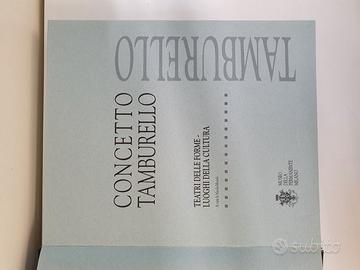 TAMBURELLO
CONCETTO
TAMBURELLO
TEATRI DELLE FORME -
LUOGHI DELLA CULTURA
MUSEO
DELLA
PERMANENTE
MILANO
subito